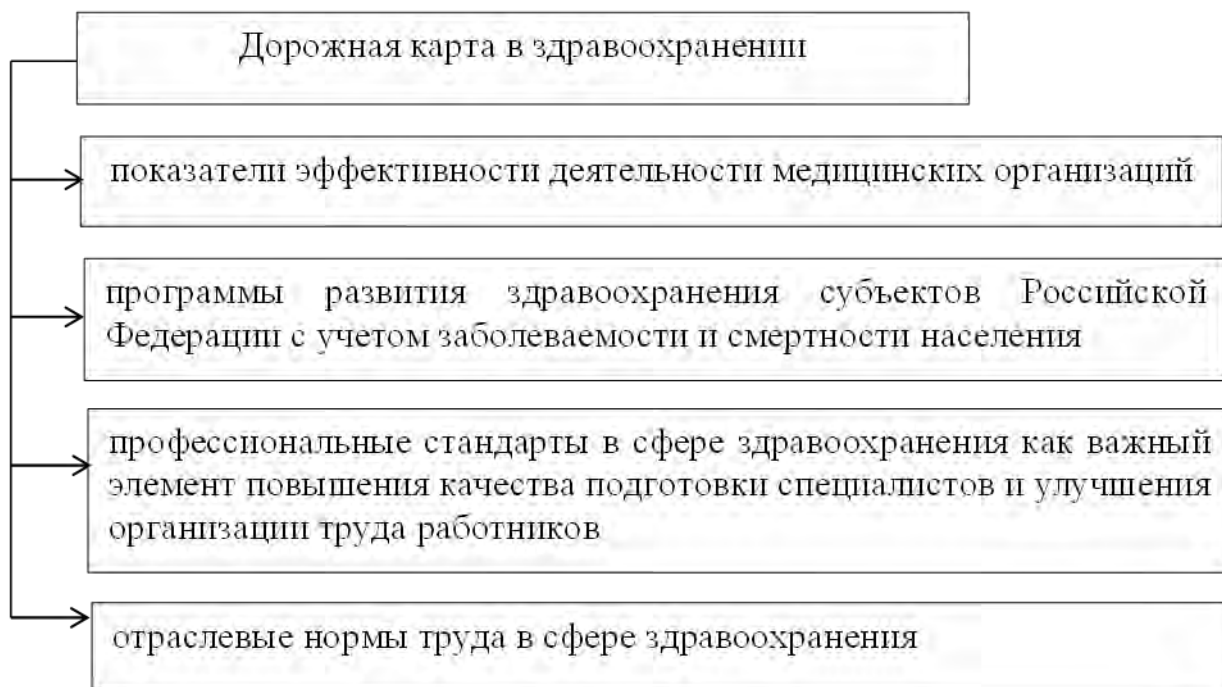 Дорожная карта в здравоохранении
показатели эффективности деятельности медицинских организаций
программы развития здравоохранения субъектов Российской
Федерации с учетом заболеваемости и смертности населения
профессиональные стандарты в сфере здравоохранения как важный
элемент повышения качества подготовки специалистов и улучшения
организации труда работников
отраслевые нормы труда в сфере здравоохранения